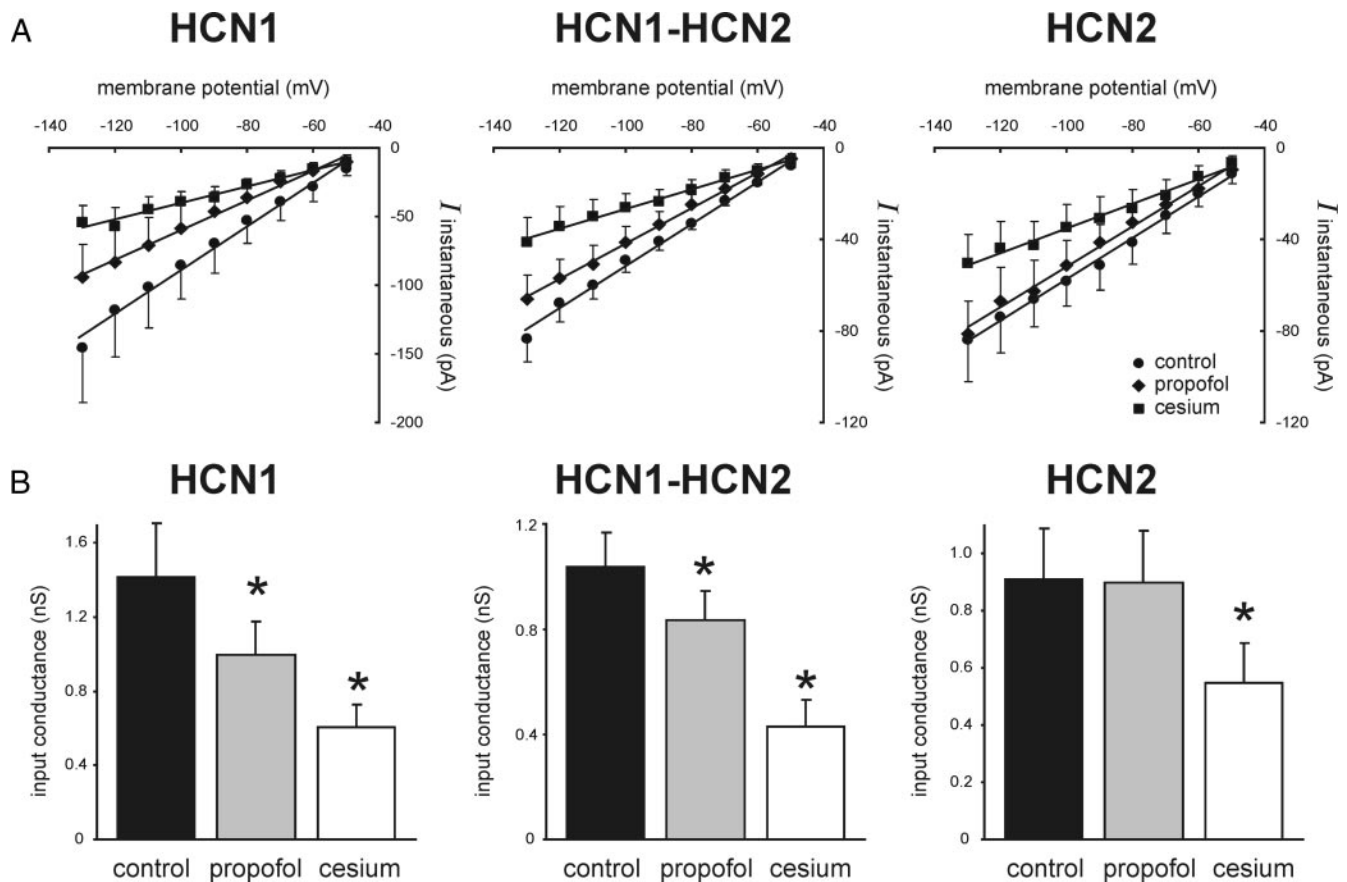 A
HCN1
HCN1-HCN2
HCN2
membrane potential (mV)
membrane potential (mV)
membrane potential (mV)
-140 -120 -100 -80 -60 -40
-140 -120 -100 -80 -60 -40
-140 -120 -100 -80 -60 -40
0
-50
-100
-150
-200
I instantaneous (pA)
0
-40
-80
-120
I instantaneous (pA)
0
-40
-80
-120
I instantaneous (pA)
control
propofol
cesium
B
HCN1
HCN1-HCN2
HCN2
input conductance (nS)
1.6
1.2
0.8
0.4
0
* *
control propofol cesium
input conductance (nS)
1.2
0.8
0.4
0
* *
control propofol cesium
input conductance (nS)
1.0
0.8
0.6
0.4
0.2
0
*
control propofol cesium